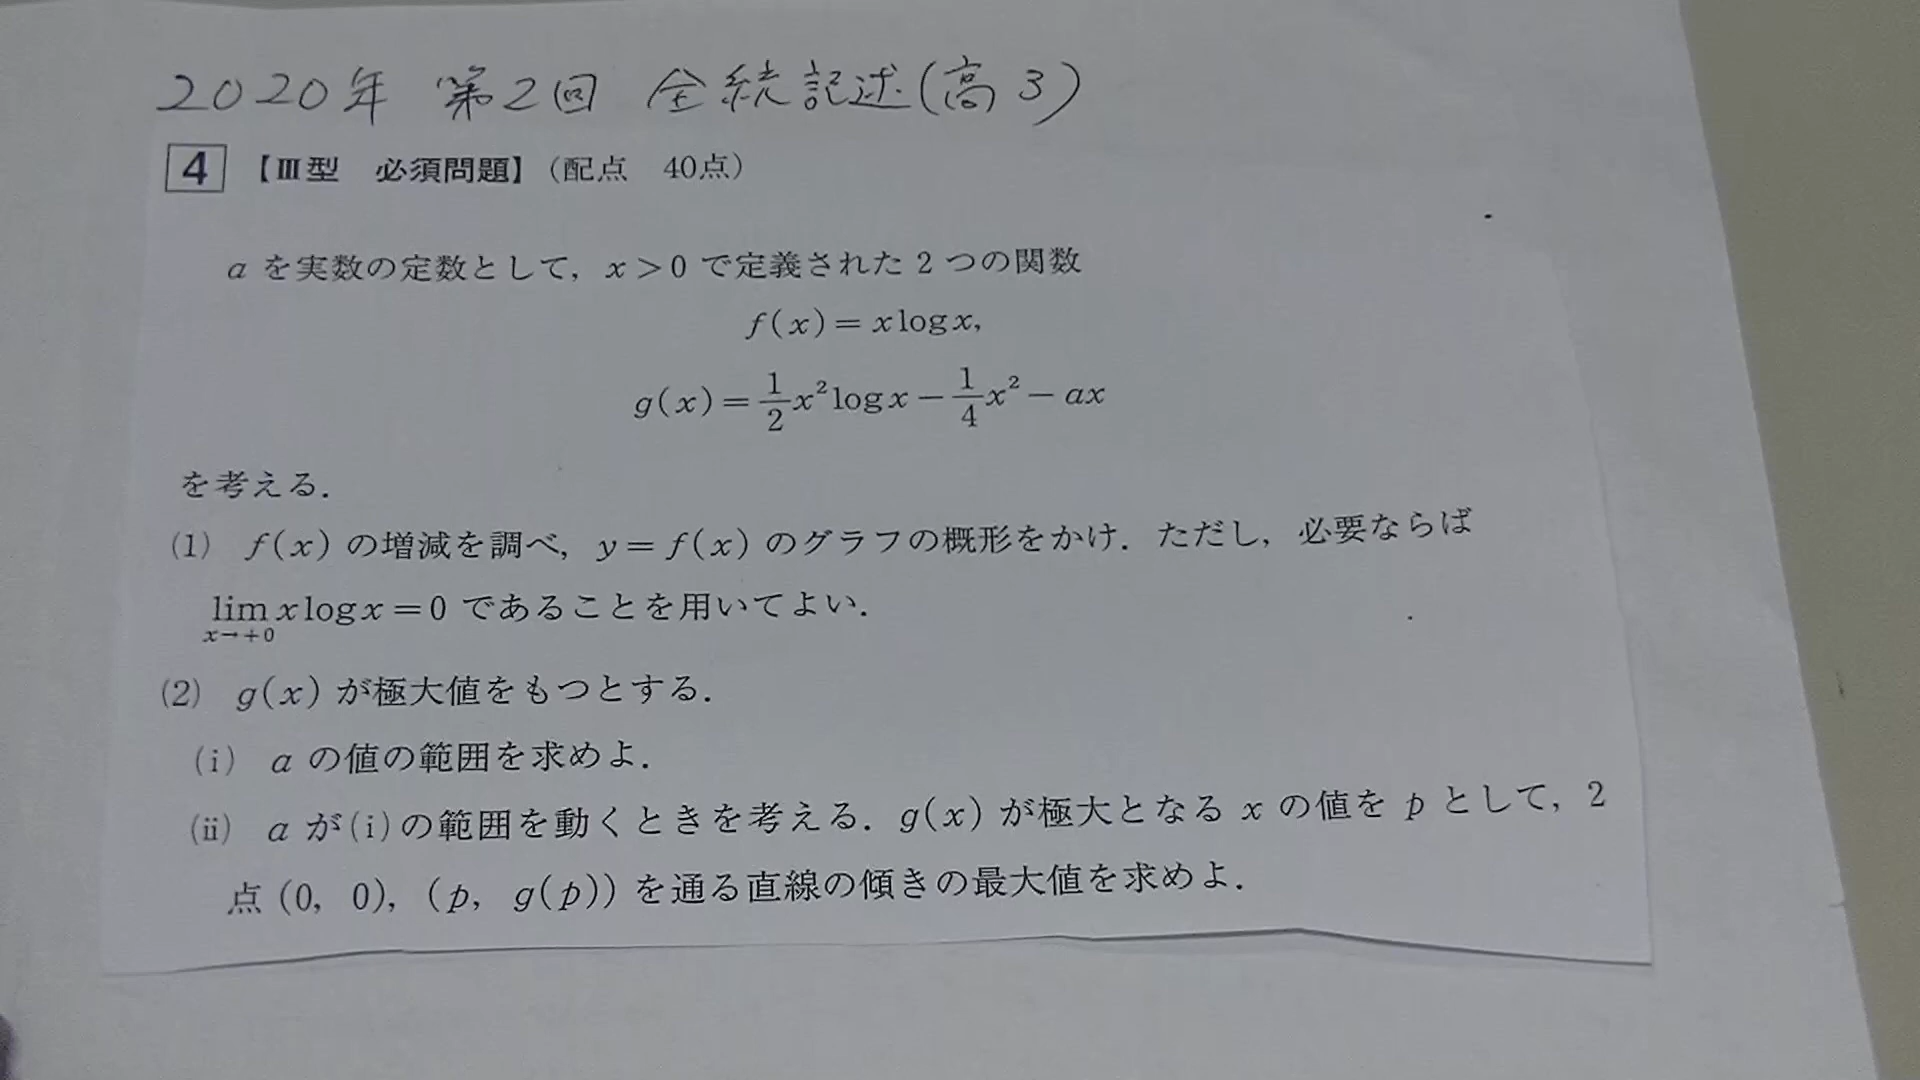 2020年 第2回 全統記述(高3)
4 【Ⅲ型 必須問題】(配点 40点)
a を実数の定数として, x>0 で定義された 2 つの関数
f(x)=x log x,
g(x)=\frac{1}{2}x²log x−\frac{1}{4}x²−ax
を考える.
(1) f(x) の増減を調べ, y=f(x) のグラフの概形をかけ. ただし, 必要ならば
\lim_{x→+0} x log x=0 であることを用いてよい.
(2) g(x) が極大値をもつとする.
(i) a の値の範囲を求めよ.
(ii) a が(i)の範囲を動くときを考える. g(x) が極大となる x の値を p として, 2
点 (0, 0), (p, g(p)) を通る直線の傾きの最大値を求めよ.